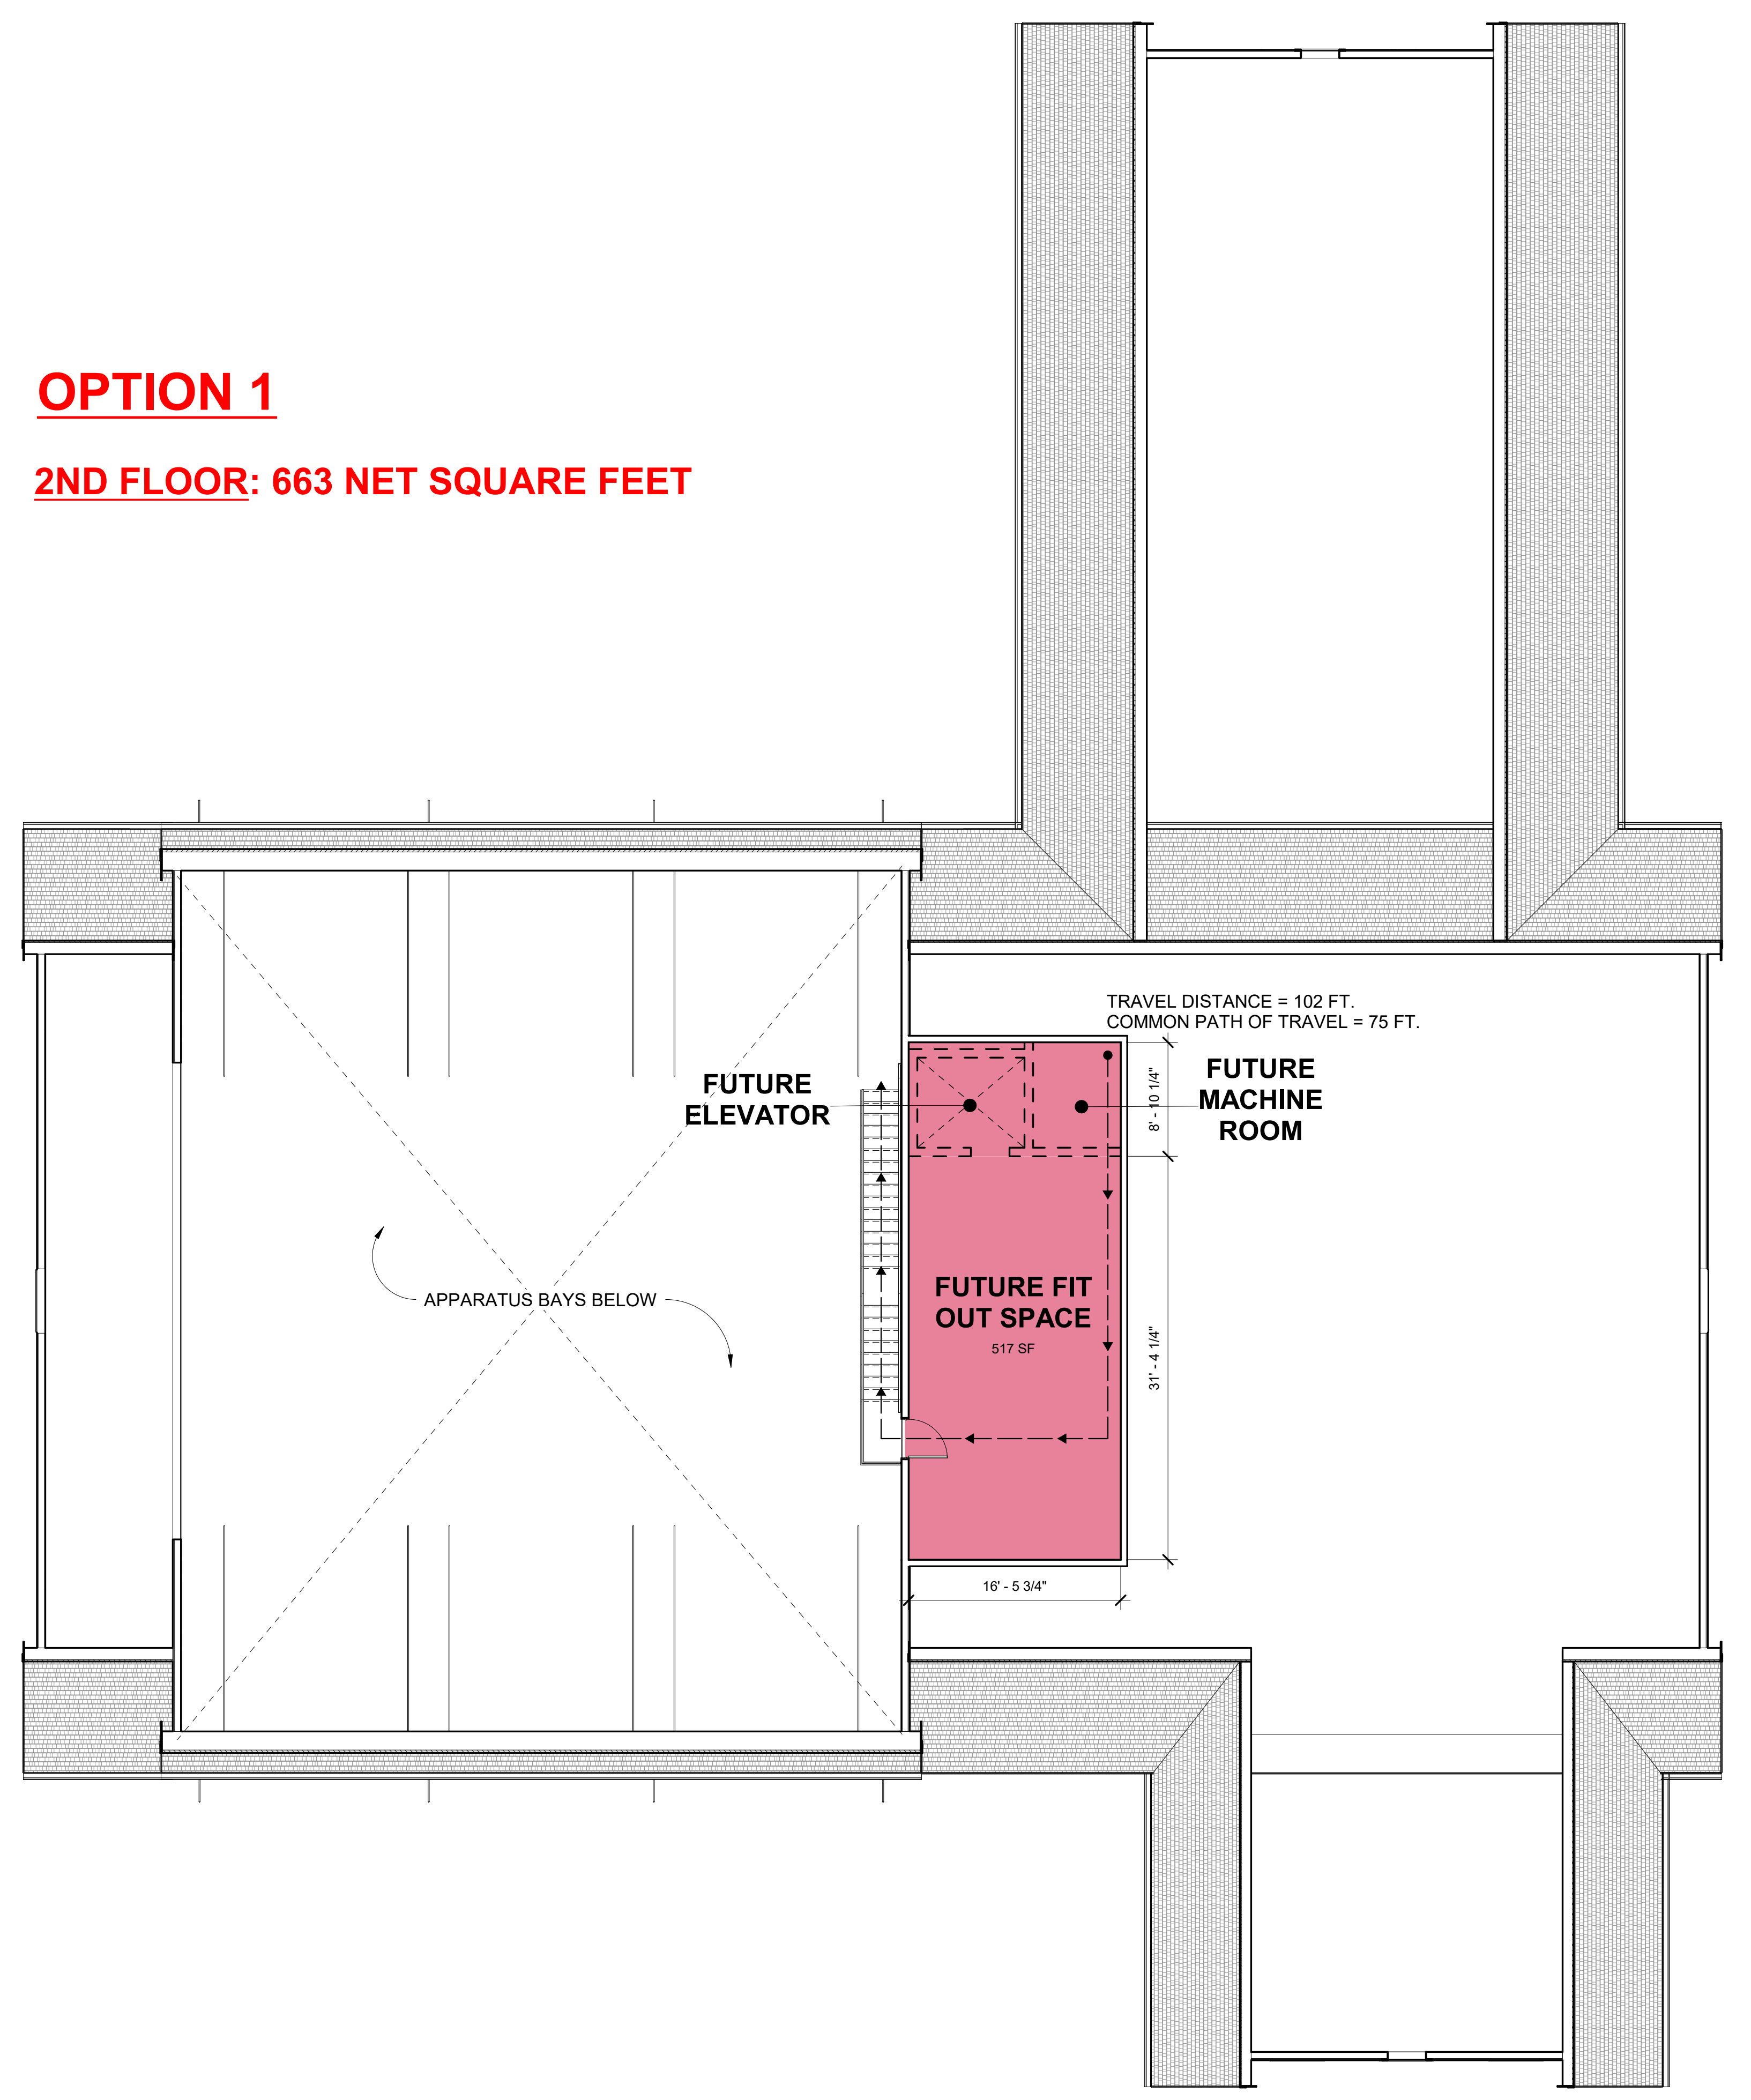 OPTION 1
2ND FLOOR: 663 NET SQUARE FEET
TRAVEL DISTANCE = 102 FT.
COMMON PATH OF TRAVEL = 75 FT.
FUTURE
ELEVATOR
FUTURE
MACHINE
ROOM
8' - 10 1/4"
APPARATUS BAYS BELOW
FUTURE FIT
OUT SPACE
517 SF
31' - 4 1/4"
16' - 5 3/4"